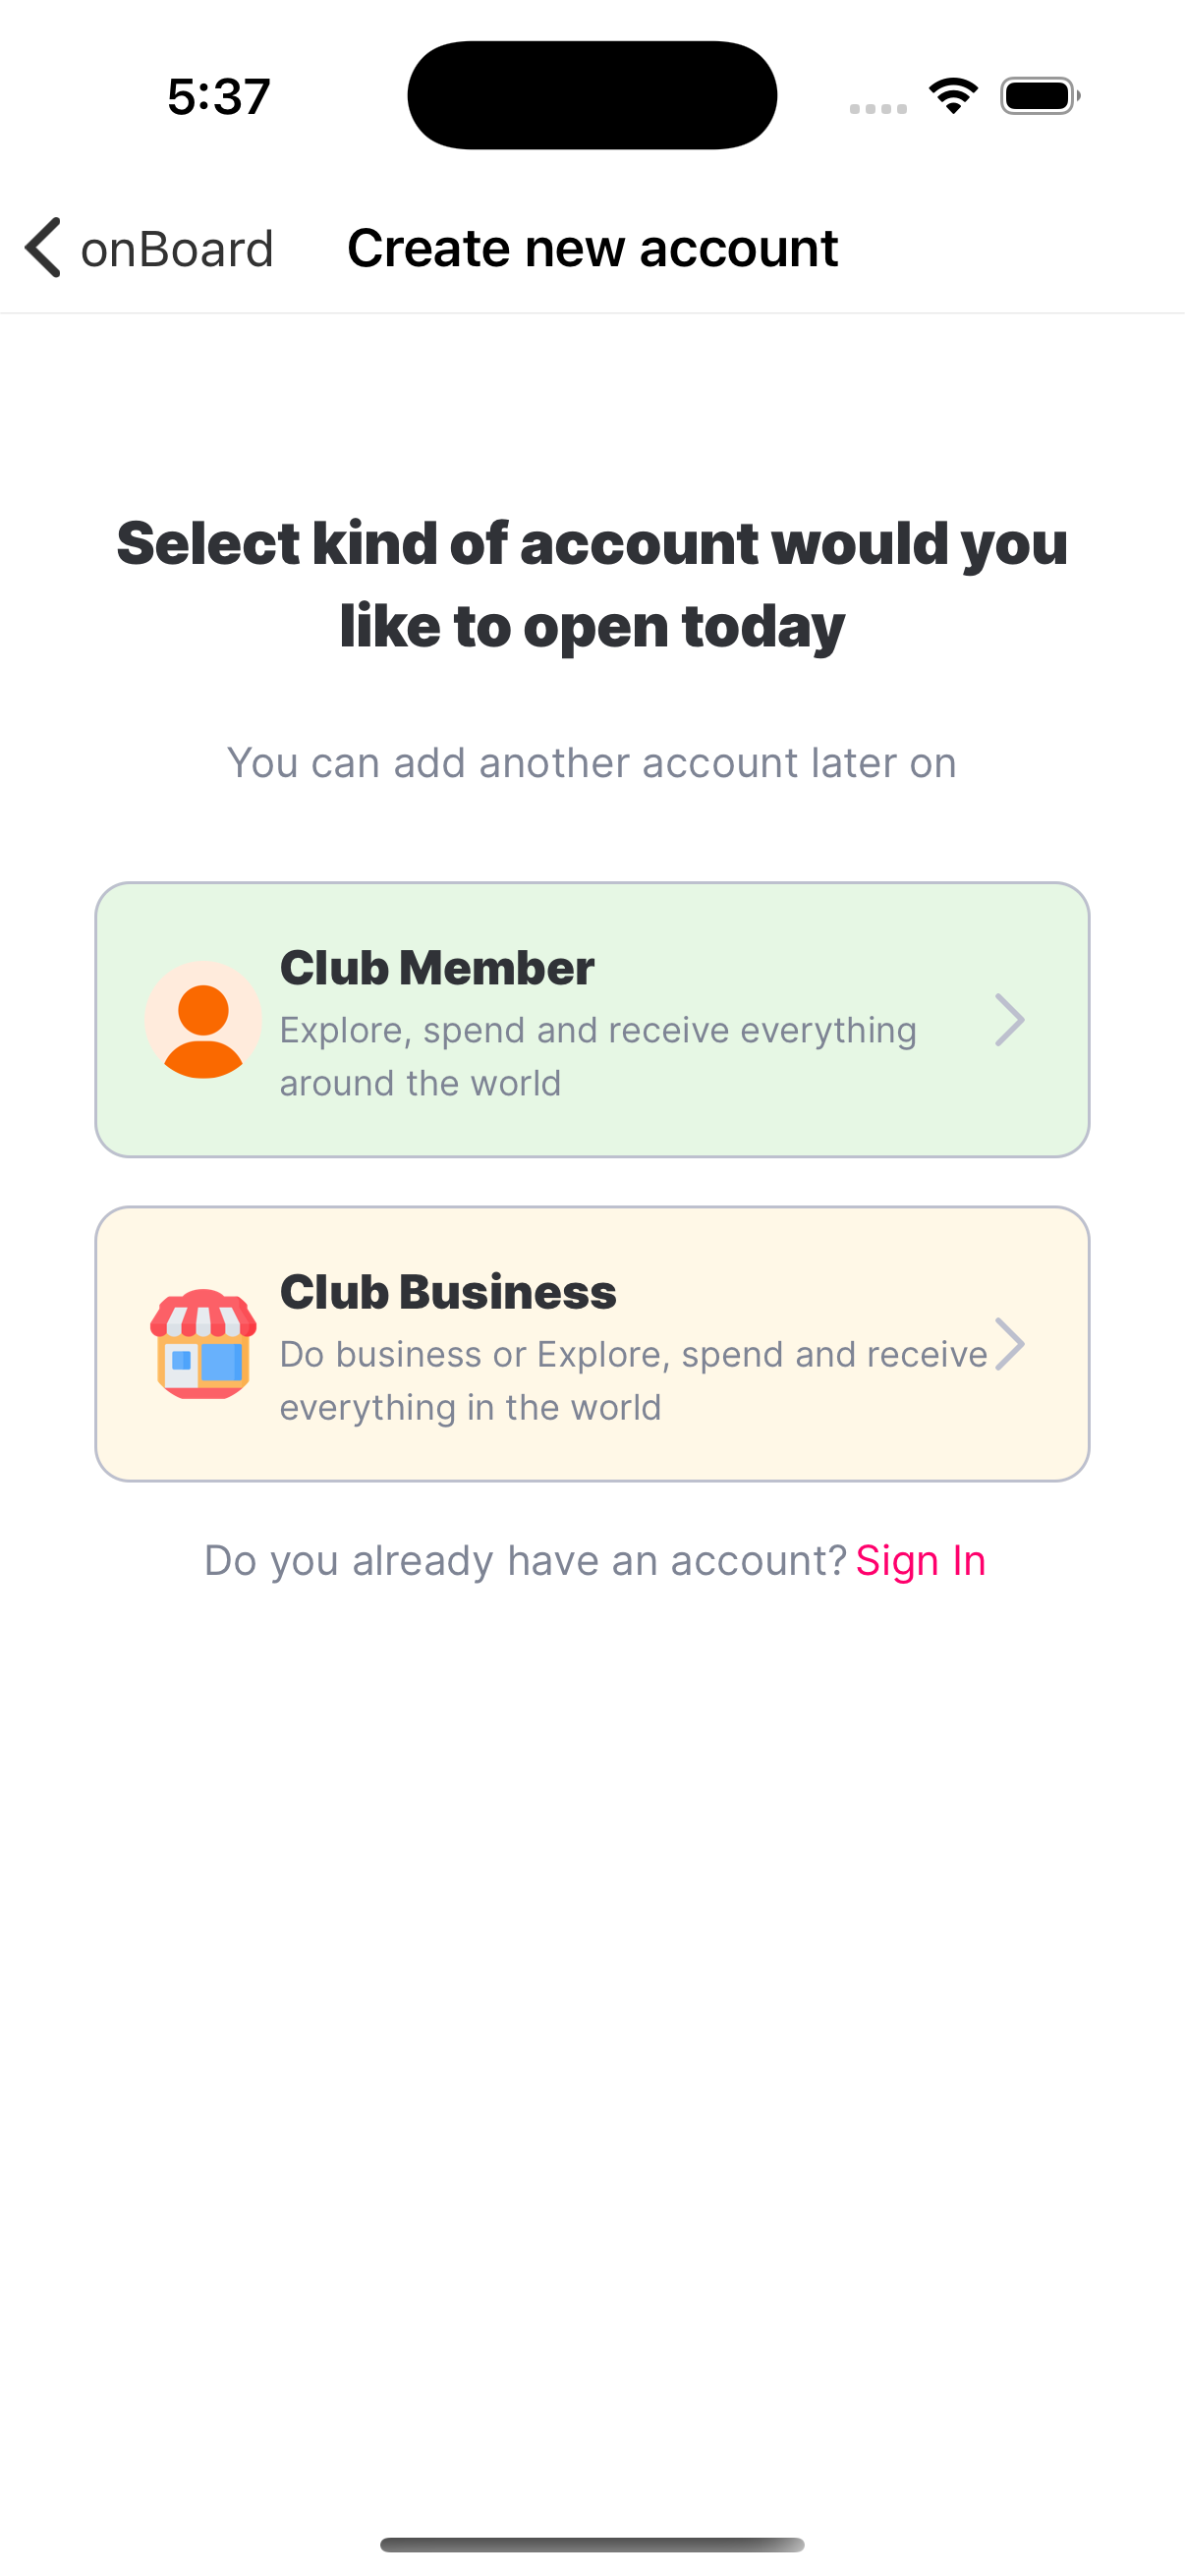 5:37
onBoard
Create new account
Select kind of account would you
like to open today
You can add another account later on
Club Member
Explore, spend and receive everything
around the world
Club Business
Do business or Explore, spend and receive
everything in the world
Do you already have an account? Sign In